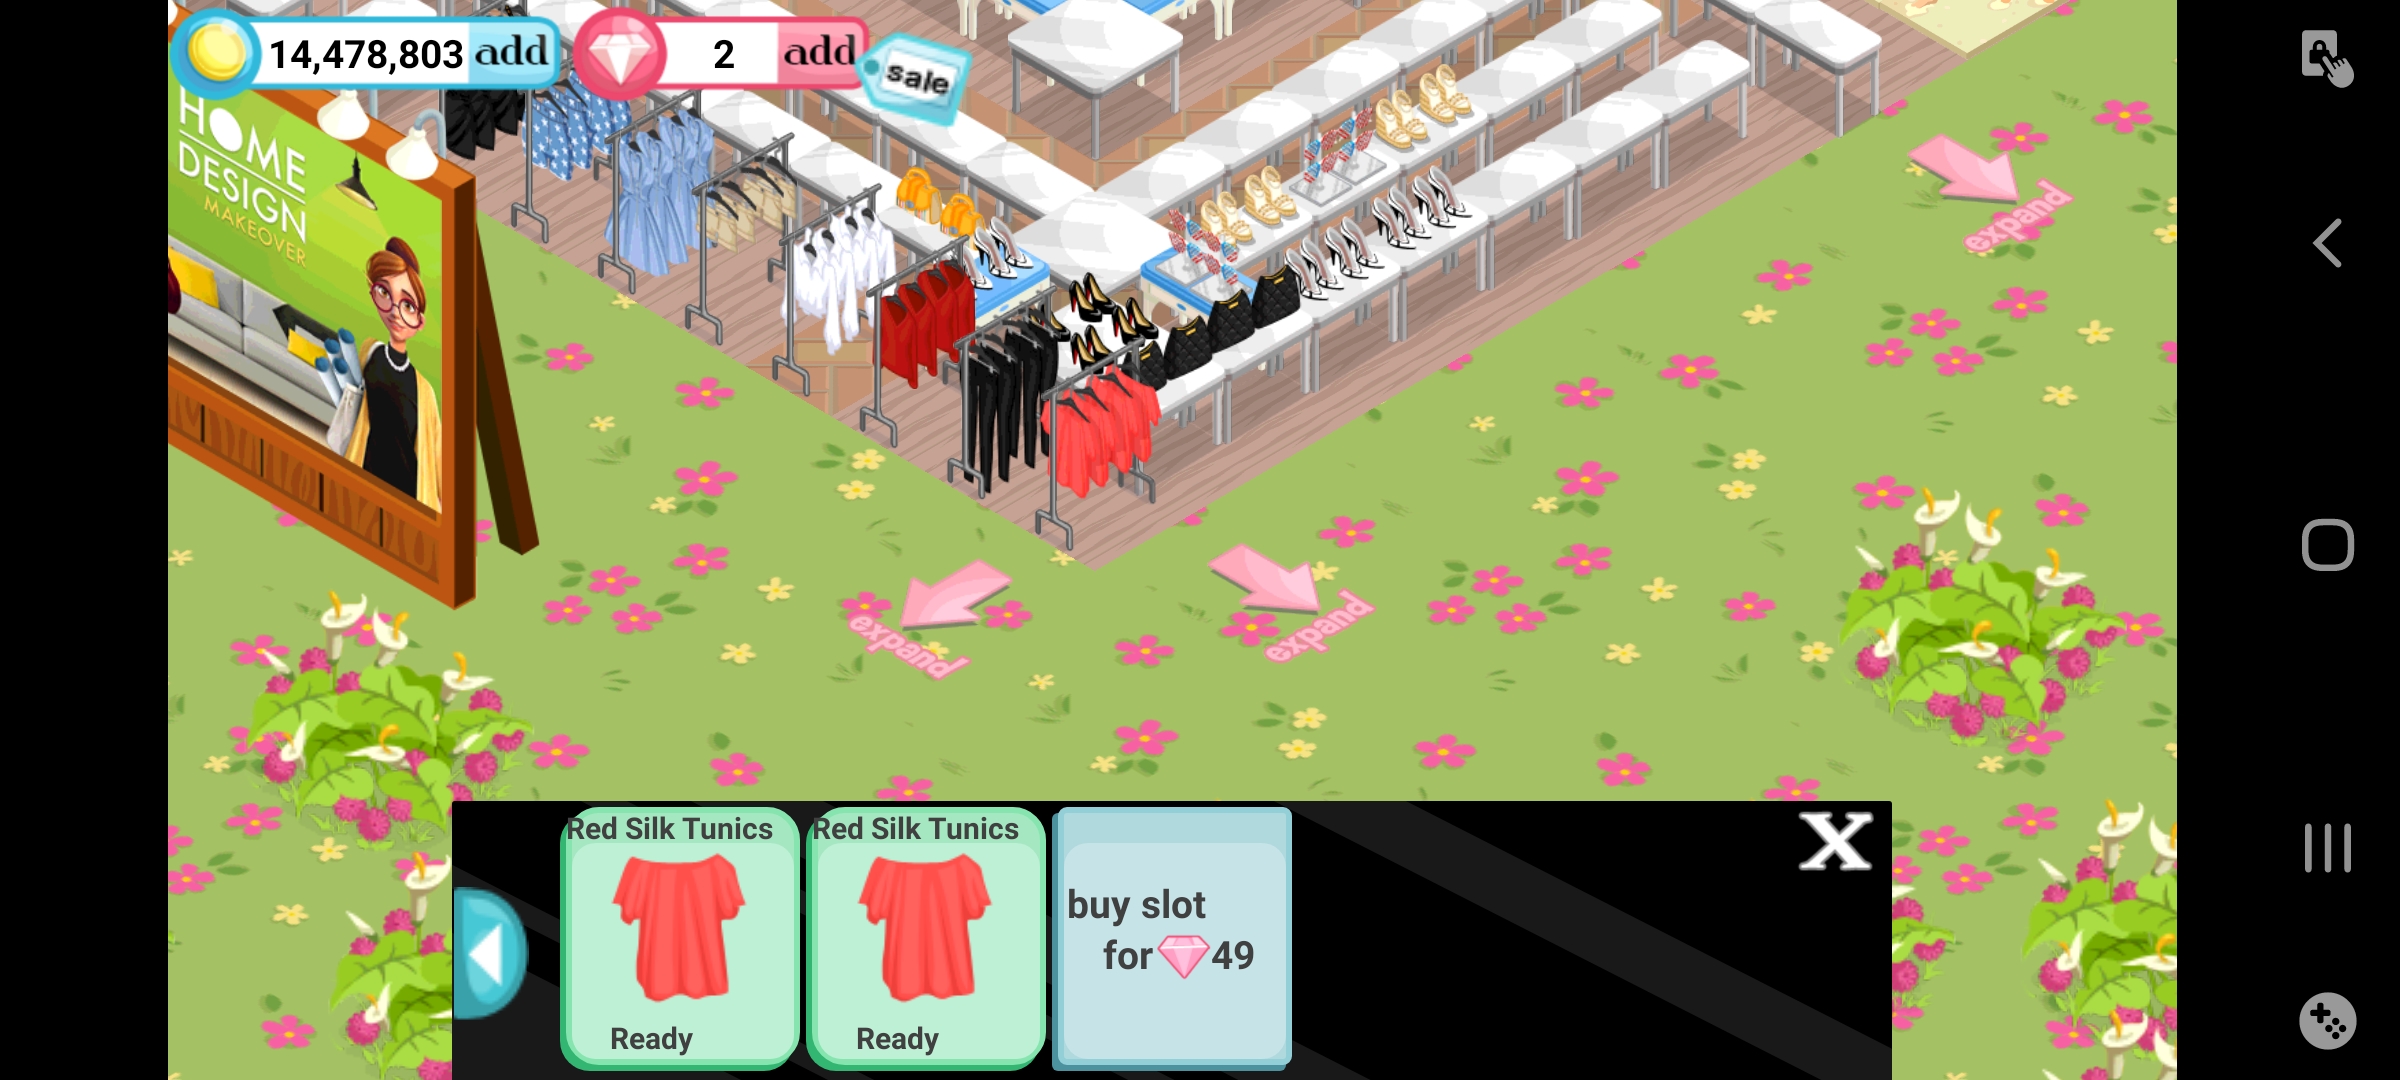 14,478,803 add
2 add
sale
HOME
DESIGN
MAKEOVER
expand
expand
expand
Red Silk Tunics
Ready
Red Silk Tunics
Ready
buy slot
for 49
X